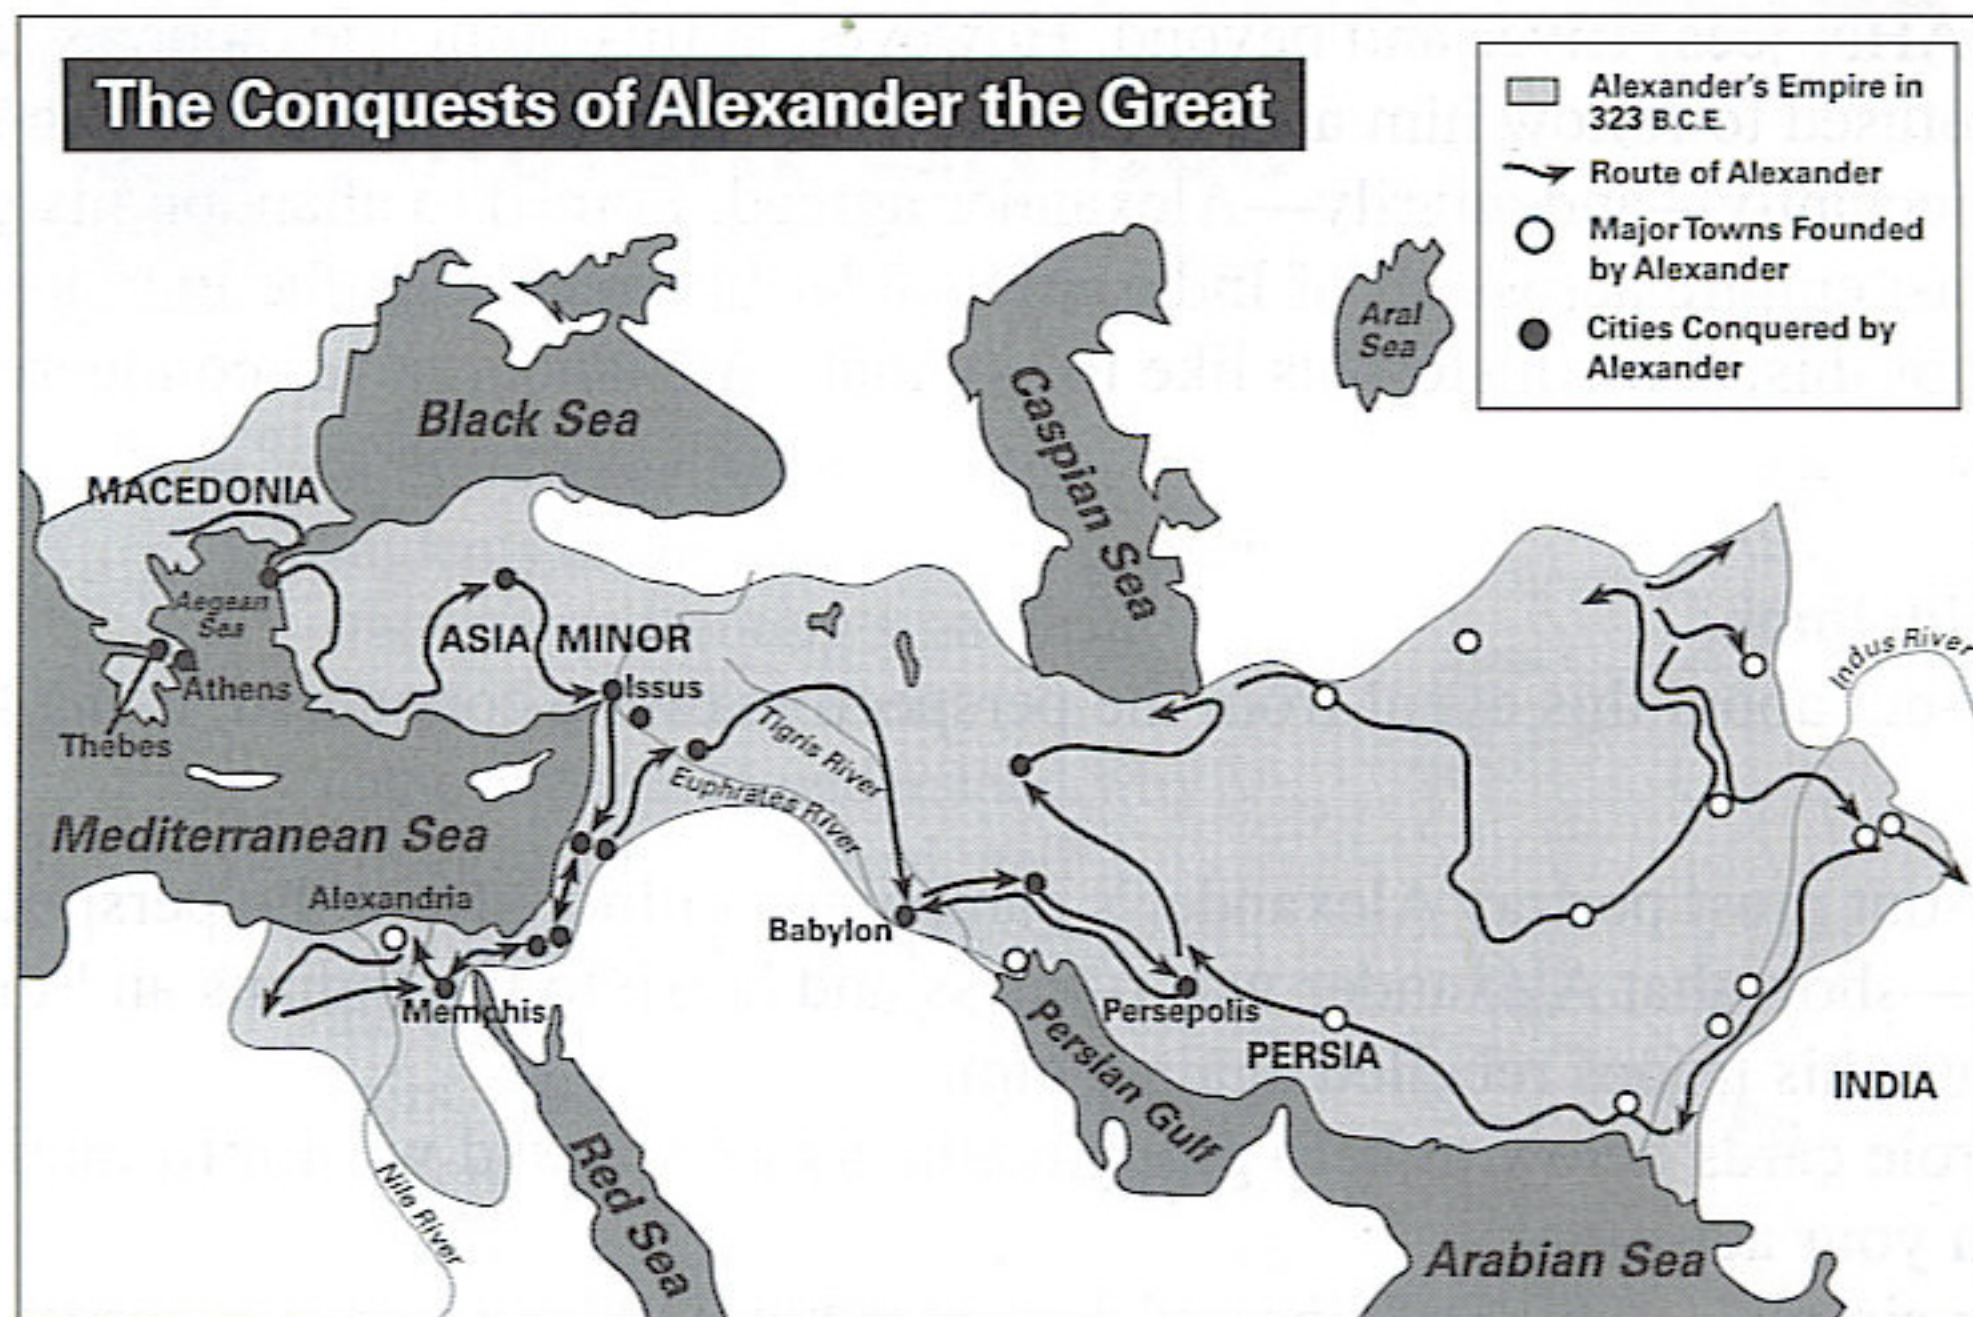 The Conquests of Alexander the Great
Alexander's Empire in
323 B.C.E.
Route of Alexander
Major Towns Founded
by Alexander
Cities Conquered by
Alexander
Aral
Sea
Black Sea
Caspian Sea
MACEDONIA
Aegean
Sea
ASIA MINOR
Indus River
Issus
Athens
Thebes
Tigris River
Euphrates River
Mediterranean Sea
Alexandria
Babylon
Memphis
Persepolis
PERSIA
Persian Gulf
INDIA
Nile River
Red Sea
Arabian Sea